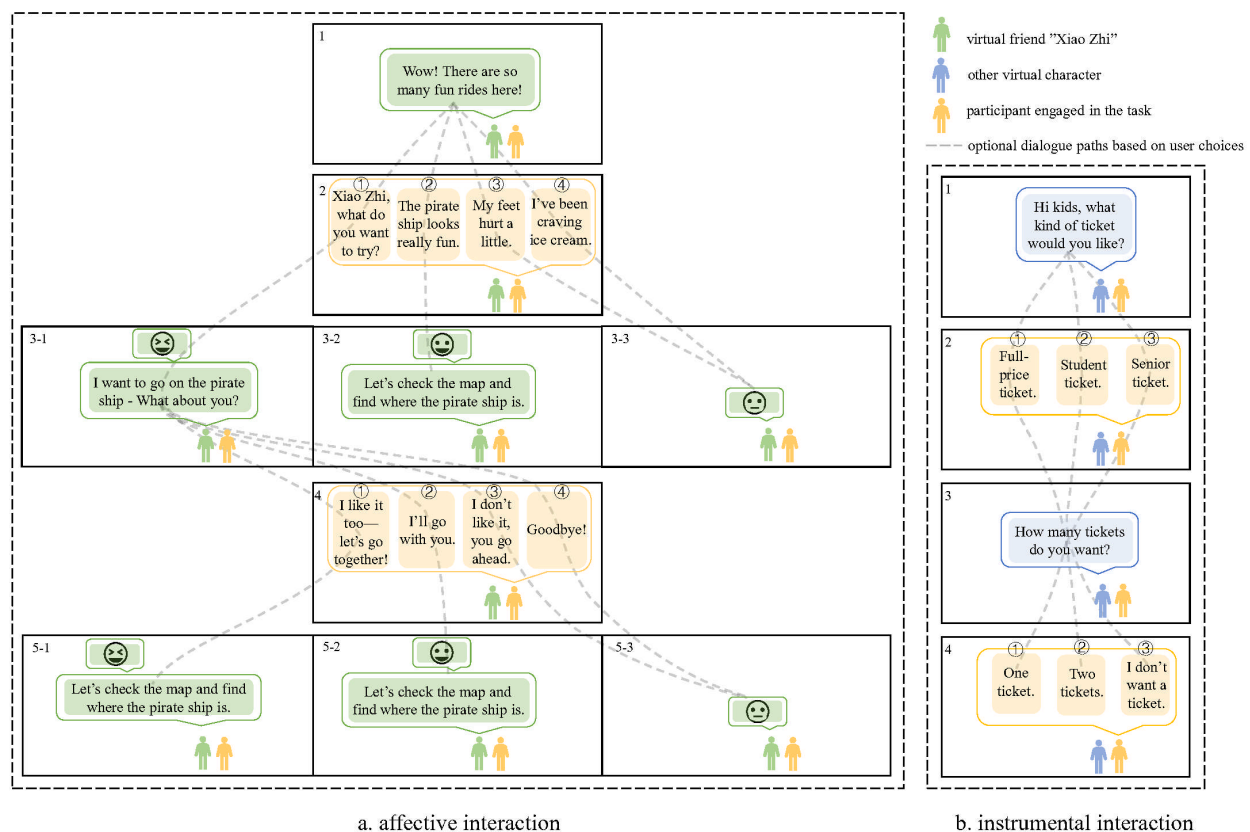 1
Wow! There are so
many fun rides here!
2
①
Xiao Zhi,
what do
you want
to try?
②
The pirate
ship looks
really fun.
③
My feet
hurt a
little.
④
I've been
craving
ice cream.
3-1
I want to go on the pirate
ship - What about you?
3-2
Let's check the map and
find where the pirate ship is.
3-3
4
①
I like it
too—
let's go
together!
②
I'll go
with you.
③
I don't
like it,
you go
ahead.
④
Goodbye!
5-1
Let's check the map and find
where the pirate ship is.
5-2
Let's check the map and
find where the pirate ship is.
5-3
a. affective interaction
virtual friend ”Xiao Zhi”
other virtual character
participant engaged in the task
optional dialogue paths based on user choices
1
Hi kids, what
kind of ticket
would you like?
2
①
Full-
price
ticket.
②
Student
ticket.
③
Senior
ticket.
3
How many tickets
do you want?
4
①
One
ticket.
②
Two
tickets.
③
I don't
want a
ticket.
b. instrumental interaction